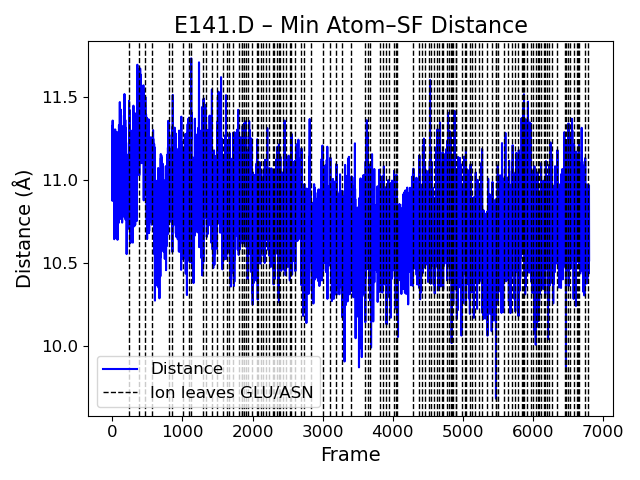 E141.D – Min Atom–SF Distance
Distance (Å)
11.5
11.0
10.5
10.0
Distance
Ion leaves GLU/ASN
0 1000 2000 3000 4000 5000 6000 7000
Frame